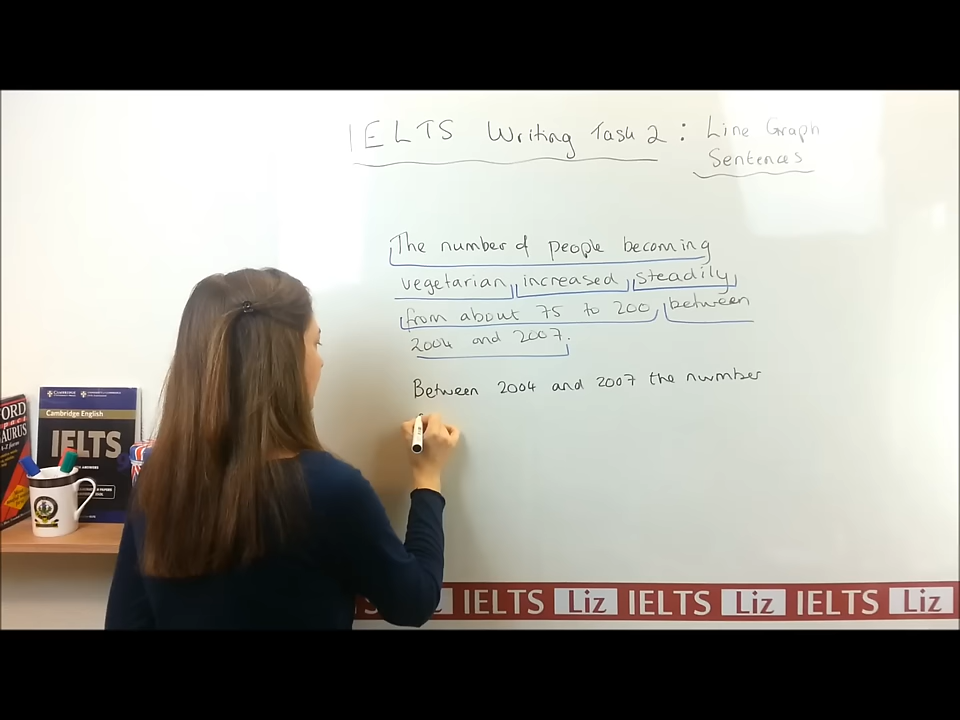 IELTS Writing Task 2 : Line Graph
Sentences
The number of people becoming
vegetarian increased steadily
from about 75 to 200 between
2004 and 2007.
Between 2004 and 2007 the number
Cambridge English
IELTS
IELTS Liz IELTS Liz IELTS Liz